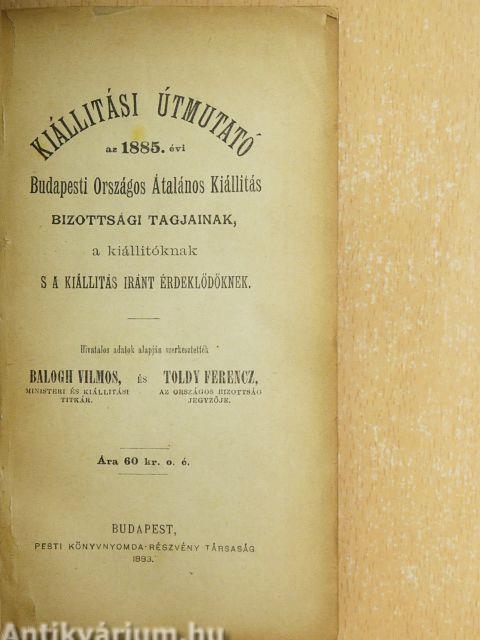 KIÁLLITÁSI ÚTMUTATÓ
az 1885. évi
Budapesti Országos Átalános Kiállitás
BIZOTTSÁGI TAGJAINAK,
a kiállitóknak
S A KIÁLLITÁS IRÁNT ÉRDEKLŐDŐKNEK.
Hivatalos adatok alapján szerkesztették
BALOGH VILMOS, ÉS TOLDY FERENCZ,
MINISTERI ÉS KIÁLLITÁSI AZ ORSZÁGOS BIZOTTSÁG
TITKÁR. JEGYZŐJE.
Ára 60 kr. o. é.
BUDAPEST,
PESTI KÖNYVNYOMDA-RÉSZVÉNY TÁRSASÁG
1883.
Antikvárium.hu